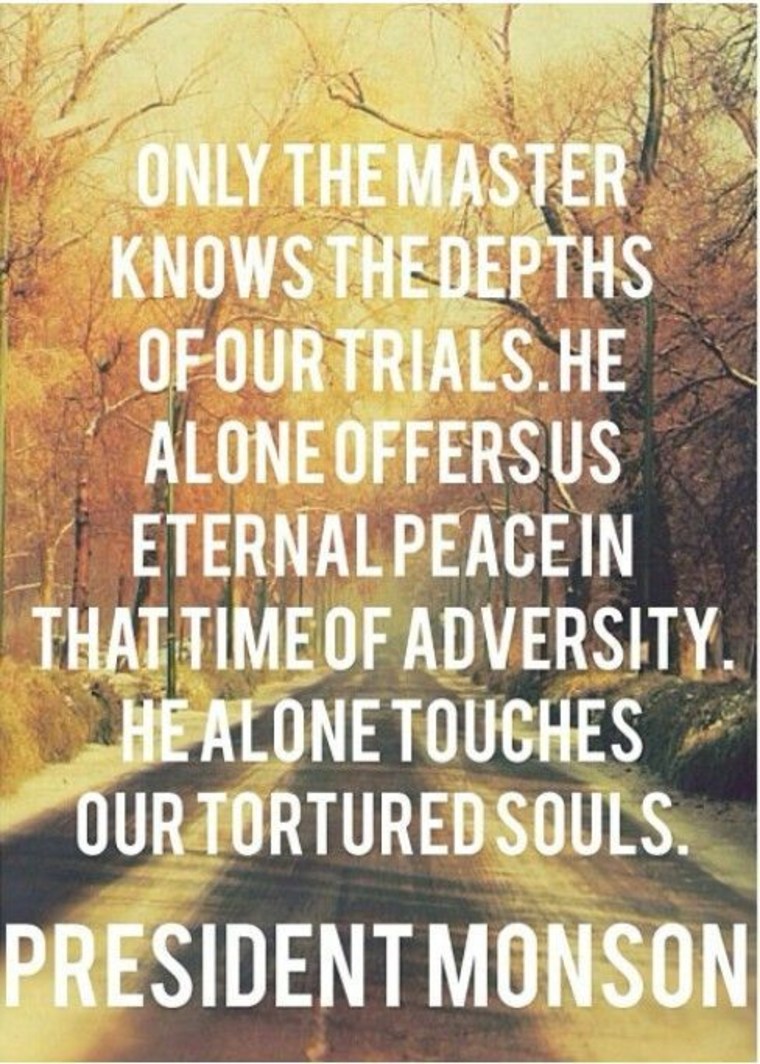 ONLY THE MASTER
KNOWS THE DEPTHS
OF OUR TRIALS. HE
ALONE OFFERS US
ETERNAL PEACE IN
THAT TIME OF ADVERSITY.
HE ALONE TOUCHES
OUR TORTURED SOULS.
PRESIDENT MONSON